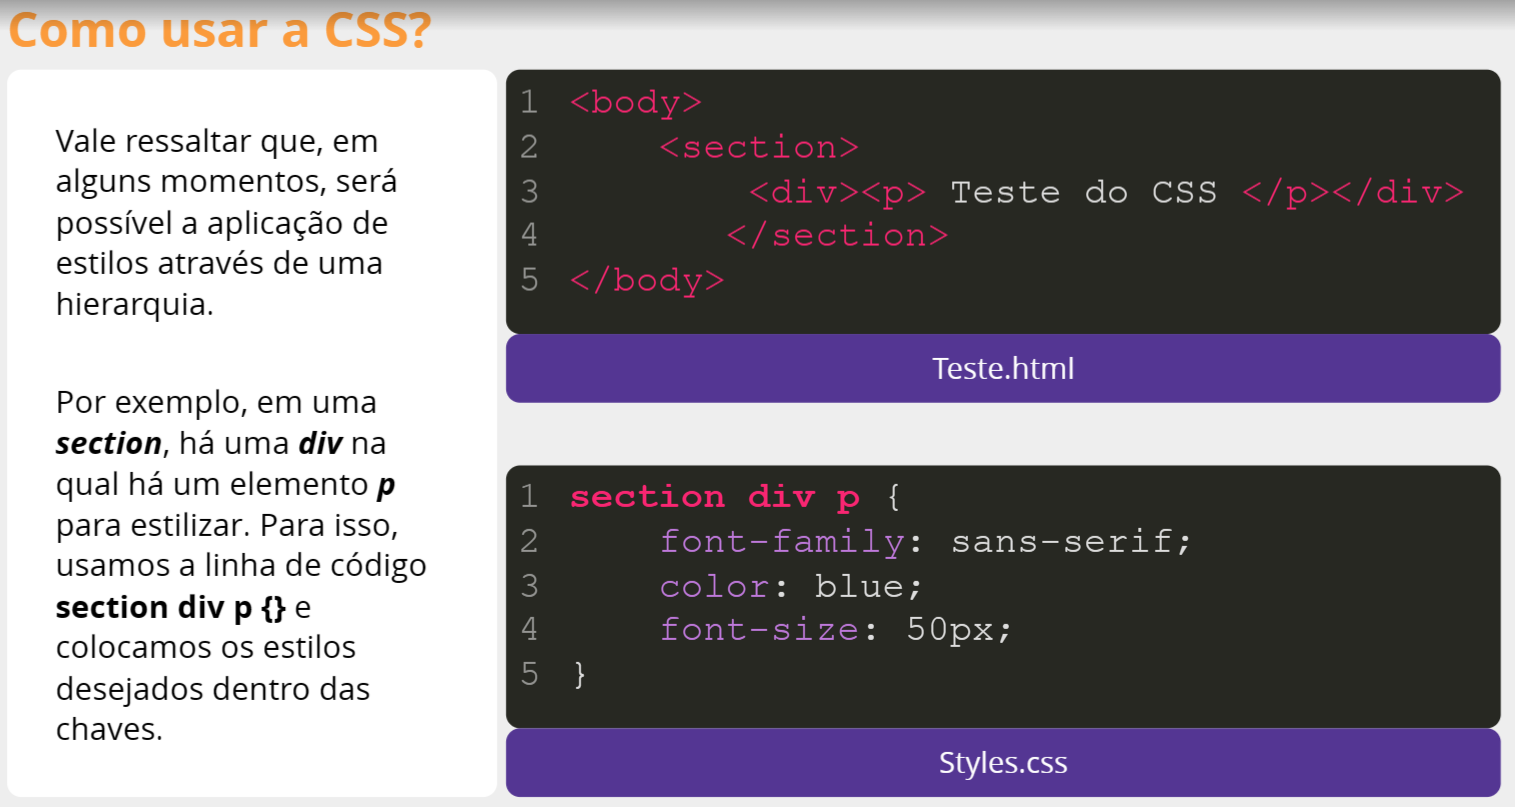 Como usar a CSS?
Vale ressaltar que, em
alguns momentos, será
possível a aplicação de
estilos através de uma
hierarquia.
Por exemplo, em uma
section, há uma div na
qual há um elemento p
para estilizar. Para isso,
usamos a linha de código
section div p {} e
colocamos os estilos
desejados dentro das
chaves.
1 <body>
2 <section>
3 <div><p> Teste do CSS </p></div>
4 </section>
5 </body>
Teste.html
1 section div p {
2 font-family: sans-serif;
3 color: blue;
4 font-size: 50px;
5 }
Styles.css